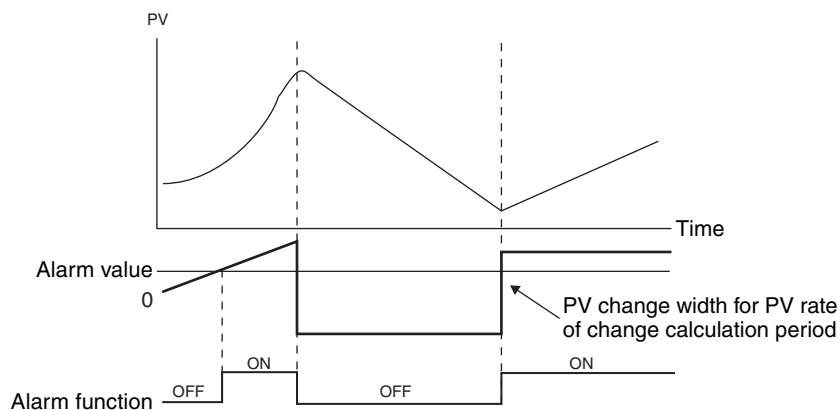 PV
Time
Alarm value
0
PV change width for PV rate
of change calculation period
ON
ON
OFF
OFF
Alarm function